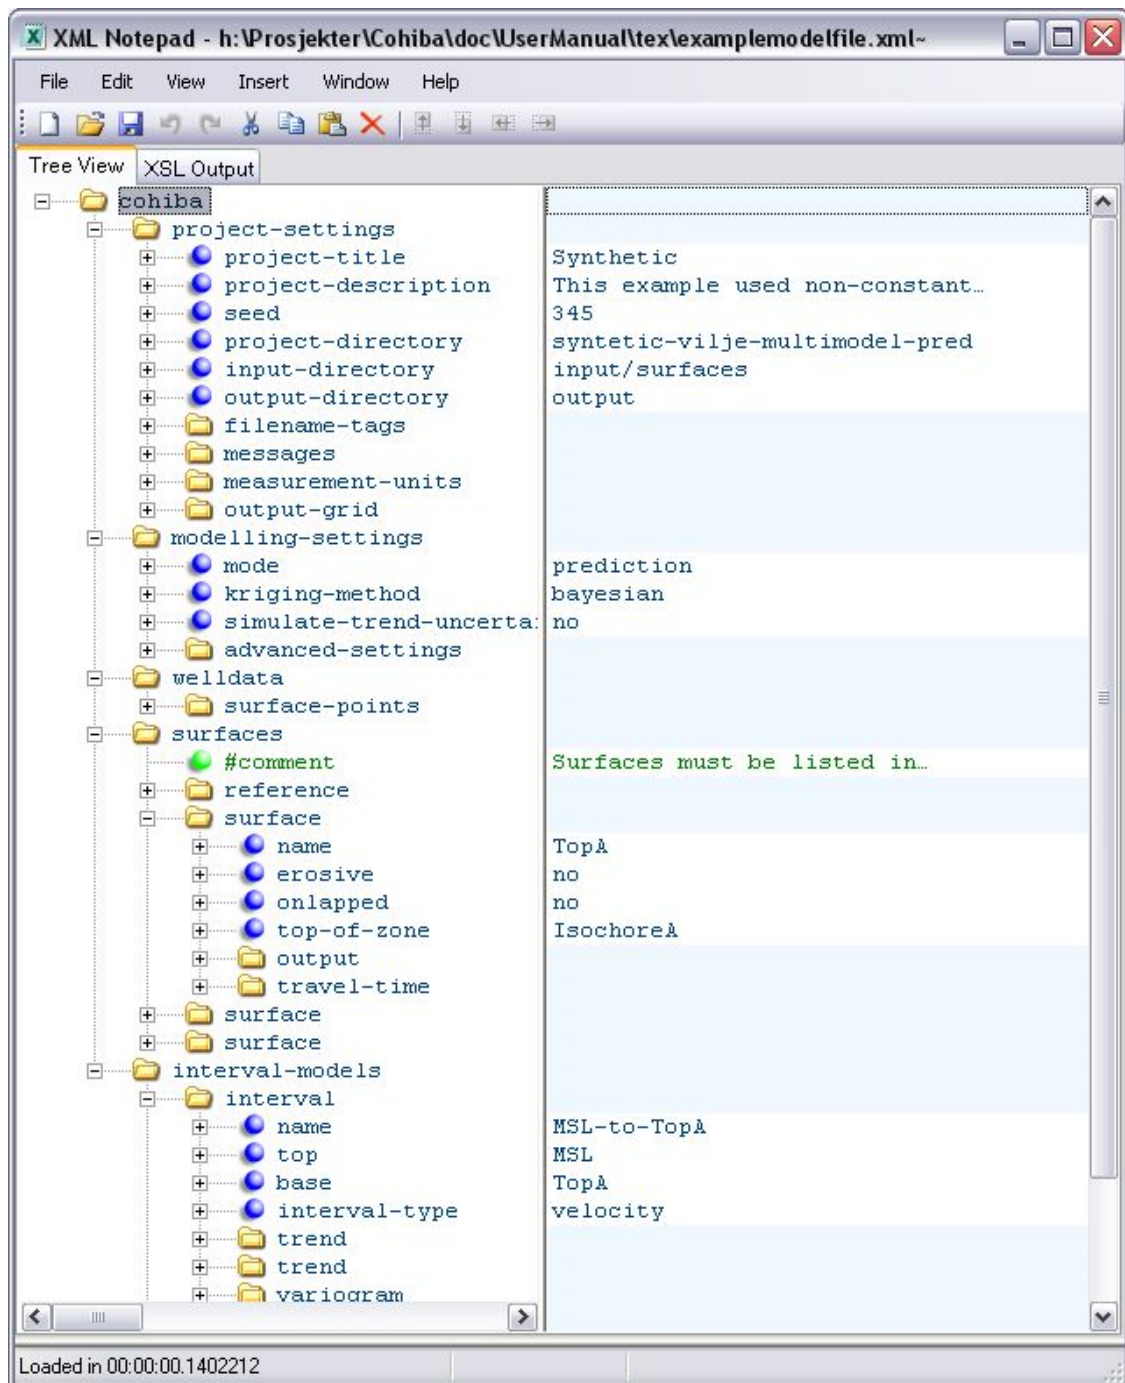 XML Notepad - h:\Prosjekter\Cohiba\doc\UserManual\tex\examplemodelfile.xml~
File Edit View Insert Window Help
Tree View XSL Output
cohiba
project-settings
project-title Synthetic
project-description This example used non-constant…
seed 345
project-directory syntetic-vilje-multimodel-pred
input-directory input/surfaces
output-directory output
filename-tags
messages
measurement-units
output-grid
modelling-settings
mode prediction
kriging-method bayesian
simulate-trend-uncerta: no
advanced-settings
welldata
surface-points
surfaces
#comment Surfaces must be listed in…
reference
surface
name TopA
erosive no
onlapped no
top-of-zone IsochoreA
output
travel-time
surface
surface
interval-models
interval
name MSL-to-TopA
top MSL
base TopA
interval-type velocity
trend
trend
variogram
Loaded in 00:00:00.1402212